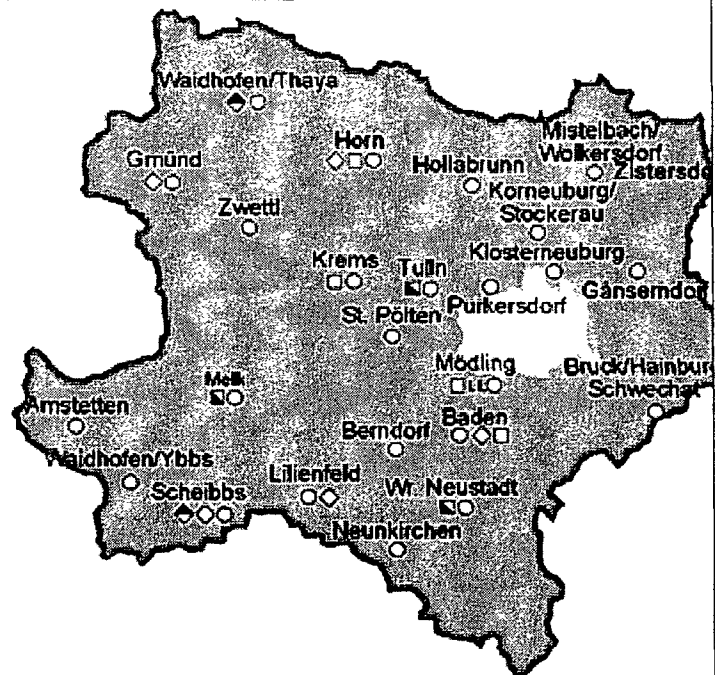 Waidhofen/Thaya
Horn
Mistelbach/
Wolkersdorf
Gmünd
Hollabrunn
Zistersdo
Korneuburg/
Stockerau
Zwettl
Krems
Tulln
Klosterneuburg
Purkersdorf
Gänserndorf
St. Pölten
Mödling
Bruck/Hainburg
Schwechat
Melk
Amstetten
Baden
Berndorf
Waidhofen/Ybbs
Scheibbs
Lilienfeld
Wr. Neustadt
Neunkirchen